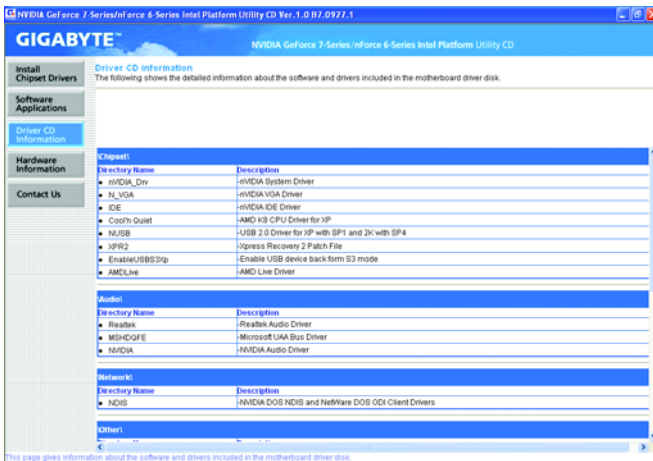 NVIDIA GeForce 7-Series/nForce 6-Series Intel Platform Utility CD Ver.1.0 B7.0927.1
GIGABYTE™
NVIDIA GeForce 7-Series/nForce 6-Series Intel Platform Utility CD
Install
Chipset Drivers
Software
Applications
Driver CD
Information
Hardware
Information
Contact Us
Driver CD information
The following shows the detailed information about the software and drivers included in the motherboard driver disk.
\Chipset\
Directory Name Description
• nVIDIA_Drv -nVIDIA System Driver
• N_VGA -nVIDIA VGA Driver
• IDE -nVIDIA IDE Driver
• Cool'n Quiet -AMD K8 CPU Driver for XP
• NUSB -USB 2.0 Driver for XP with SP1 and 2K with SP4
• XPR2 -Xpress Recovery 2 Patch File
• EnableUSBS3Xp -Enable USB device back form S3 mode
• AMDLive -AMD Live Driver
\Audio\
Directory Name Description
• Realtek -Realtek Audio Driver
• MSHDQFE -Microsoft UAA Bus Driver
• NVIDIA -NVIDIA Audio Driver
\Network\
Directory Name Description
• NDIS -NVIDIA DOS NDIS and NetWare DOS ODI Client Drivers
\Other\
This page gives information about the software and drivers included in the motherboard driver disk.